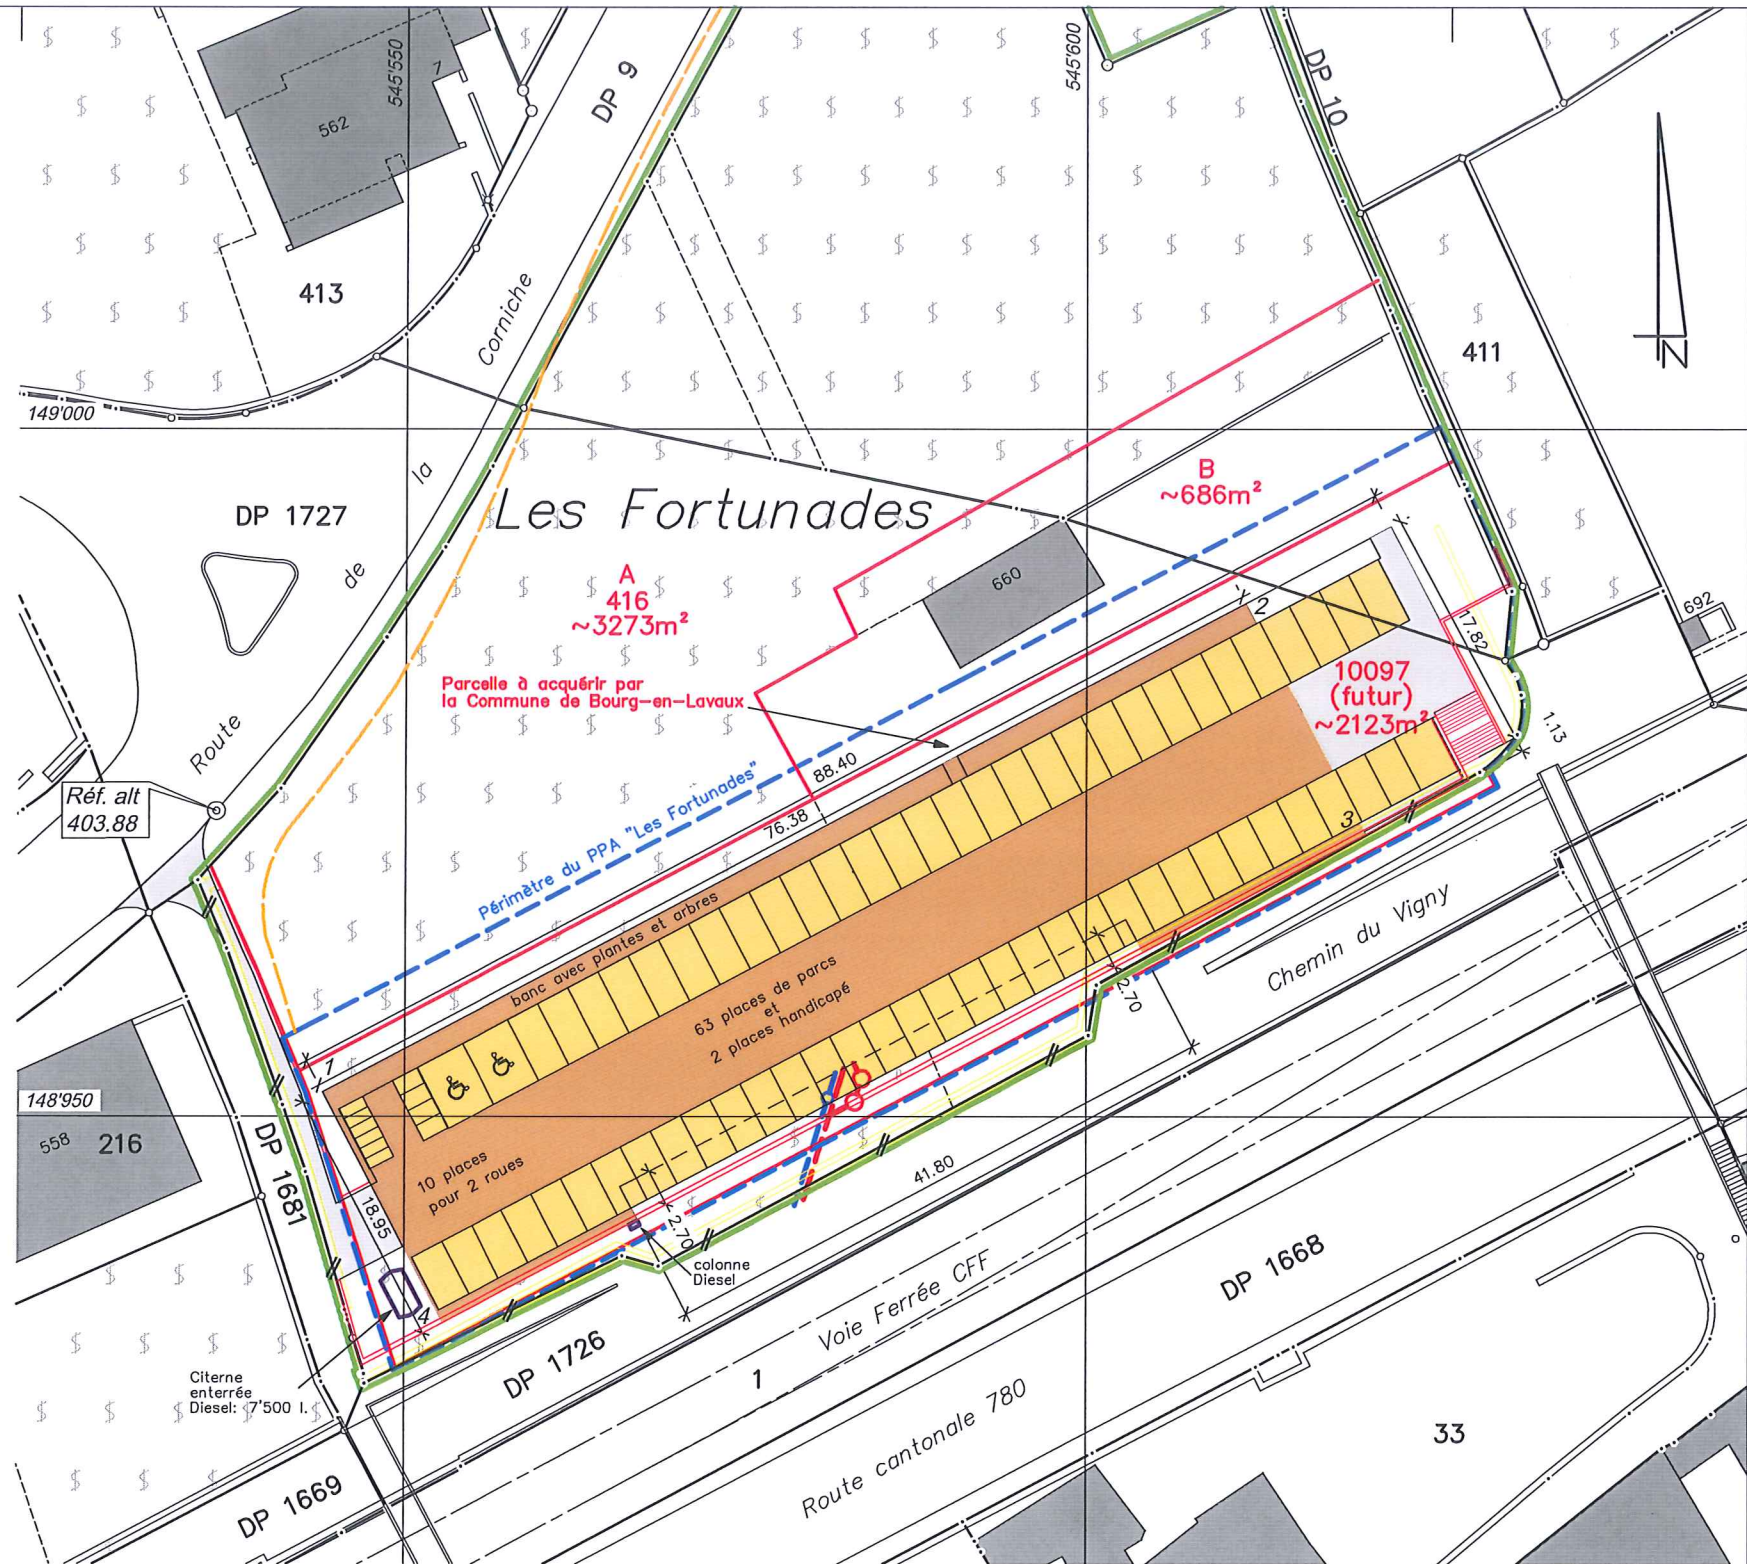 545'550
545'600
DP 9
DP 10
7
562
413
Corniche
411
N
149'000
la
B
~686m²
DP 1727
Les Fortunades
de
A
416
~3273m²
660
692
2
17.82
Parcelle à acquérir par
la Commune de Bourg-en-Lavaux
10097
(futur)
~2123m²
1.13
Route
88.40
Réf. alt
403.88
76.38
3
Périmètre du PPA "Les Fortunades"
banc avec plantes et arbres
Chemin du Vigny
63 places de parcs
et
2 places handicapé
2.70
1
148'950
558
216
DP 1681
10 places
pour 2 roues
41.80
18.95
2.70
colonne
Diesel
4
DP 1668
Voie Ferrée CFF
DP 1726
1
Citerne
enterrée
Diesel: 7'500 l.
Route cantonale 780
33
DP 1669